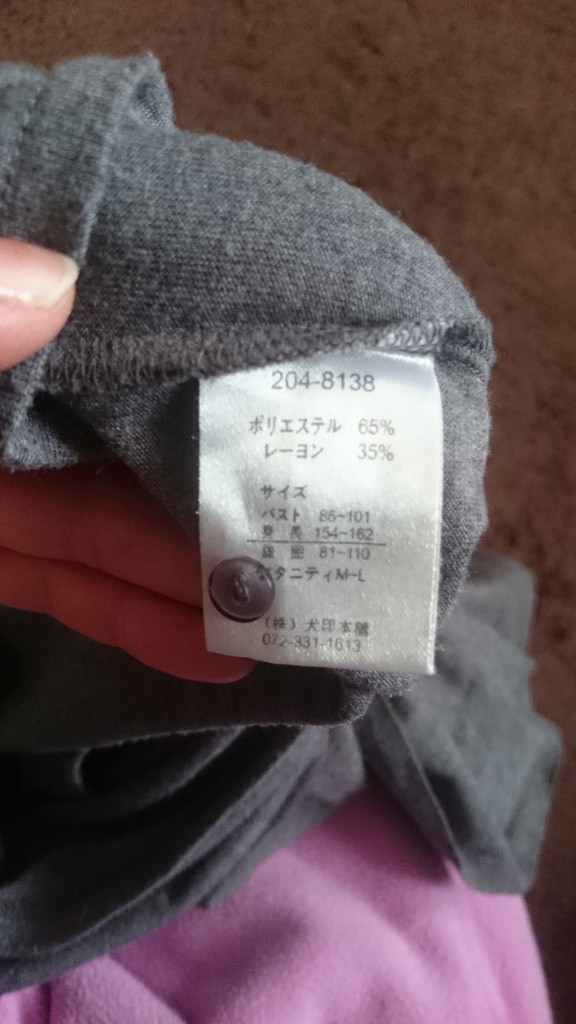 204-8138
ポリエステル 65%
レーヨン 35%
サイズ
バスト 86~101
身 長 154~162
腹 囲 81~110
タニティM-L
(株) 犬印本舗
072-331-1613